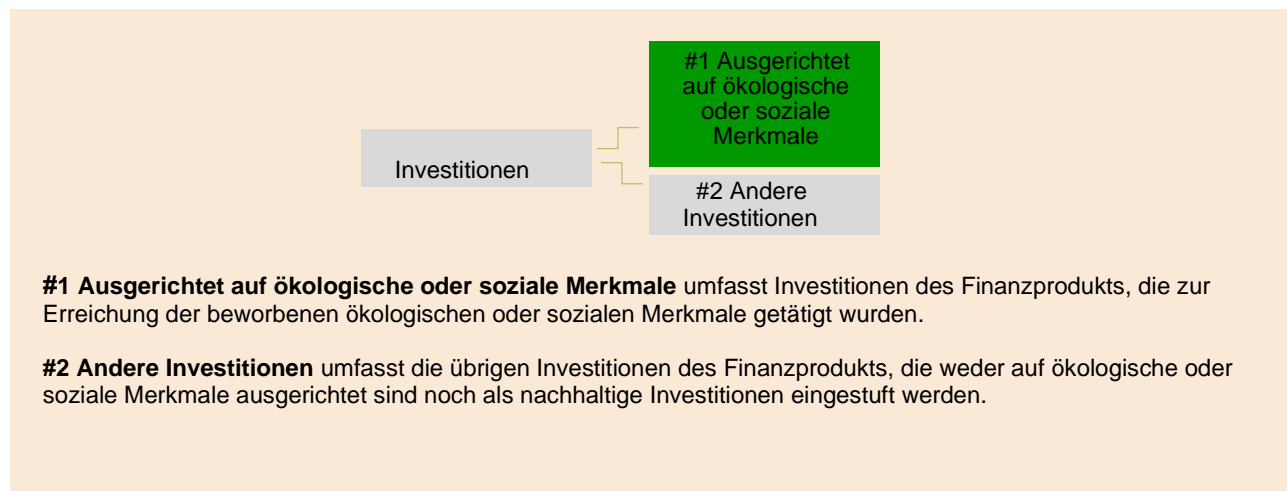 #1 Ausgerichtet
auf ökologische
oder soziale
Merkmale
Investitionen
#2 Andere
Investitionen
#1 Ausgerichtet auf ökologische oder soziale Merkmale umfasst Investitionen des Finanzprodukts, die zur
Erreichung der beworbenen ökologischen oder sozialen Merkmale getätigt wurden.
#2 Andere Investitionen umfasst die übrigen Investitionen des Finanzprodukts, die weder auf ökologische oder
soziale Merkmale ausgerichtet sind noch als nachhaltige Investitionen eingestuft werden.